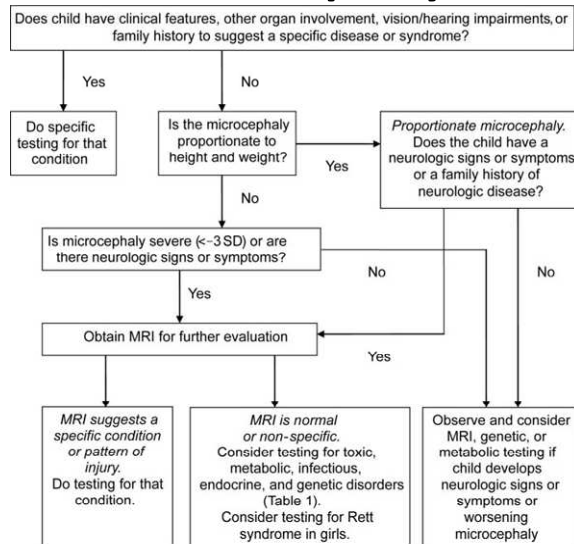 Does child have clinical features, other organ involvement, vision/hearing impairments, or
family history to suggest a specific disease or syndrome?
Yes
No
Do specific
testing for that
condition
Is the microcephaly
proportionate to
height and weight?
Yes
Proportionate microcephaly.
Does the child have a
neurologic signs or symptoms
or a family history of
neurologic disease?
No
Is microcephaly severe (<−3 SD) or are
there neurologic signs or symptoms?
No
No
Yes
Obtain MRI for further evaluation
Yes
MRI suggests a
specific condition
or pattern of
injury.
Do testing for that
condition.
MRI is normal
or non-specific.
Consider testing for toxic,
metabolic, infectious,
endocrine, and genetic disorders
(Table 1).
Consider testing for Rett
syndrome in girls.
Observe and consider
MRI, genetic, or
metabolic testing if
child develops
neurologic signs or
symptoms or
worsening
microcephaly